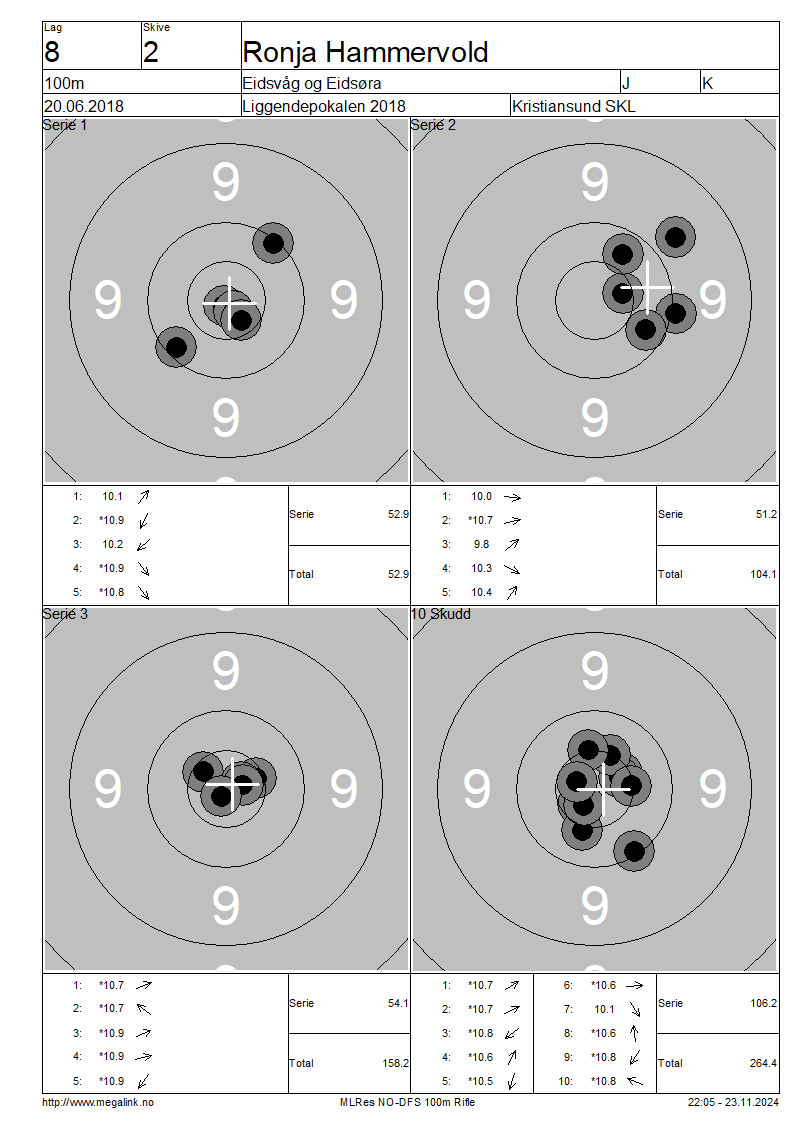 Lag Skive
8 2 Ronja Hammervold
100m Eidsvåg og Eidsøra J K
20.06.2018 Liggendepokalen 2018 Kristiansund SKL
Serie 1 Serie 2
9 9
9 9 9 9
9 9
1: 10.1 1: 10.0
2: *10.9 Serie 52.9 2: *10.7 Serie 51.2
3: 10.2 3: 9.8
4: *10.9 Total 52.9 4: 10.3 Total 104.1
5: *10.8 5: 10.4
Serie 3 10 Skudd
9 9
9 9 9 9
9 9
1: *10.7 1: *10.7 6: *10.6
2: *10.7 Serie 54.1 2: *10.7 7: 10.1 Serie 106.2
3: *10.9 3: *10.8 8: *10.6
4: *10.9 Total 158.2 4: *10.6 9: *10.8 Total 264.4
5: *10.9 5: *10.5 10: *10.8
http://www.megalink.no MLRes NO-DFS 100m Rifle 22:05 - 23.11.2024